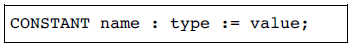 CONSTANT name : type := value;